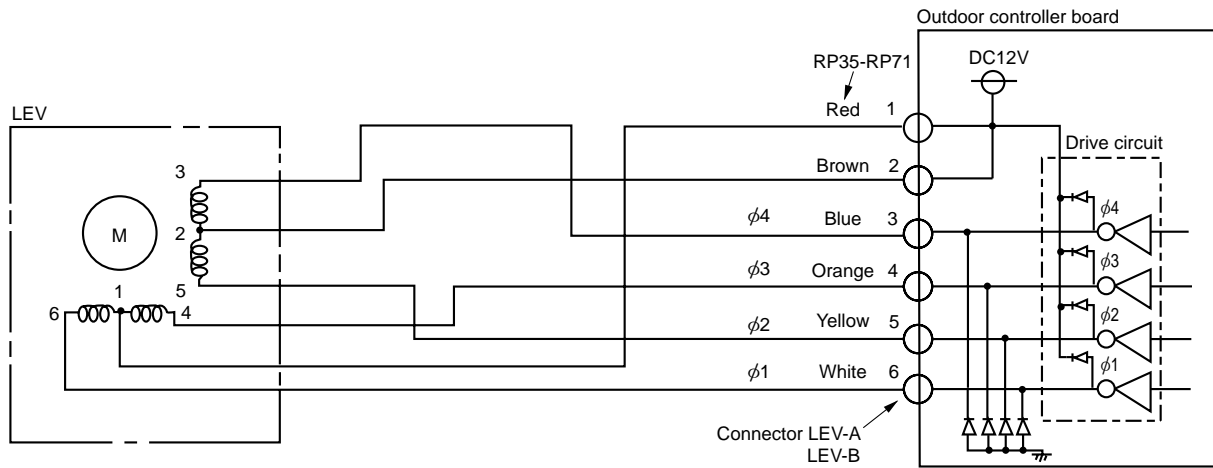 Outdoor controller board
RP35-RP71
DC12V
LEV
Red 1
Drive circuit
3
Brown 2
M
2
ϕ4 Blue 3
ϕ4
ϕ3 Orange 4
ϕ3
6 1 5 4
ϕ2 Yellow 5
ϕ2
ϕ1 White 6
ϕ1
Connector LEV-A
LEV-B